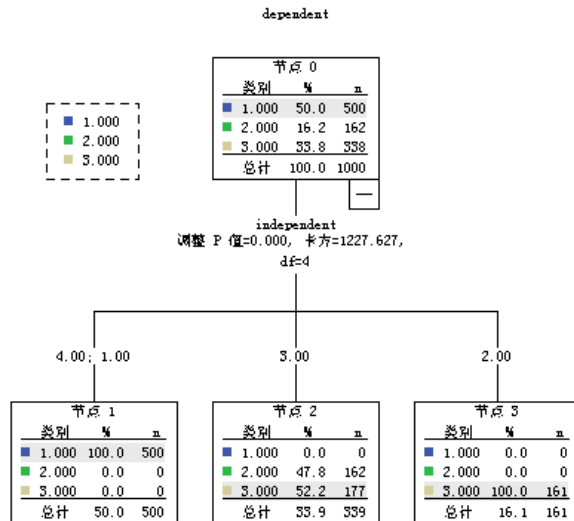 dependent
节点 0
类别 % n
1.000 50.0 500
2.000 16.2 162
3.000 33.8 338
总计 100.0 1000
1.000
2.000
3.000
independent
调整 P 值=0.000, 卡方=1227.627,
df=4
4.00; 1.00
3.00
2.00
节点 1
类别 % n
1.000 100.0 500
2.000 0.0 0
3.000 0.0 0
总计 50.0 500
节点 2
类别 % n
1.000 0.0 0
2.000 47.8 162
3.000 52.2 177
总计 33.9 339
节点 3
类别 % n
1.000 0.0 0
2.000 0.0 0
3.000 100.0 161
总计 16.1 161